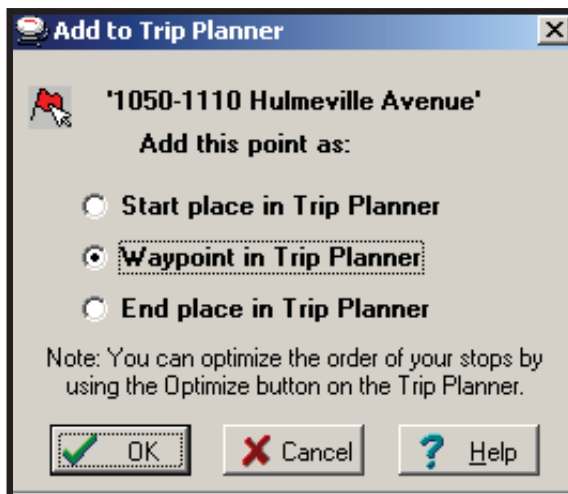 Add to Trip Planner
'1050-1110 Hulmeville Avenue'
Add this point as:
Start place in Trip Planner
Waypoint in Trip Planner
End place in Trip Planner
Note: You can optimize the order of your stops by
using the Optimize button on the Trip Planner.
OK Cancel Help